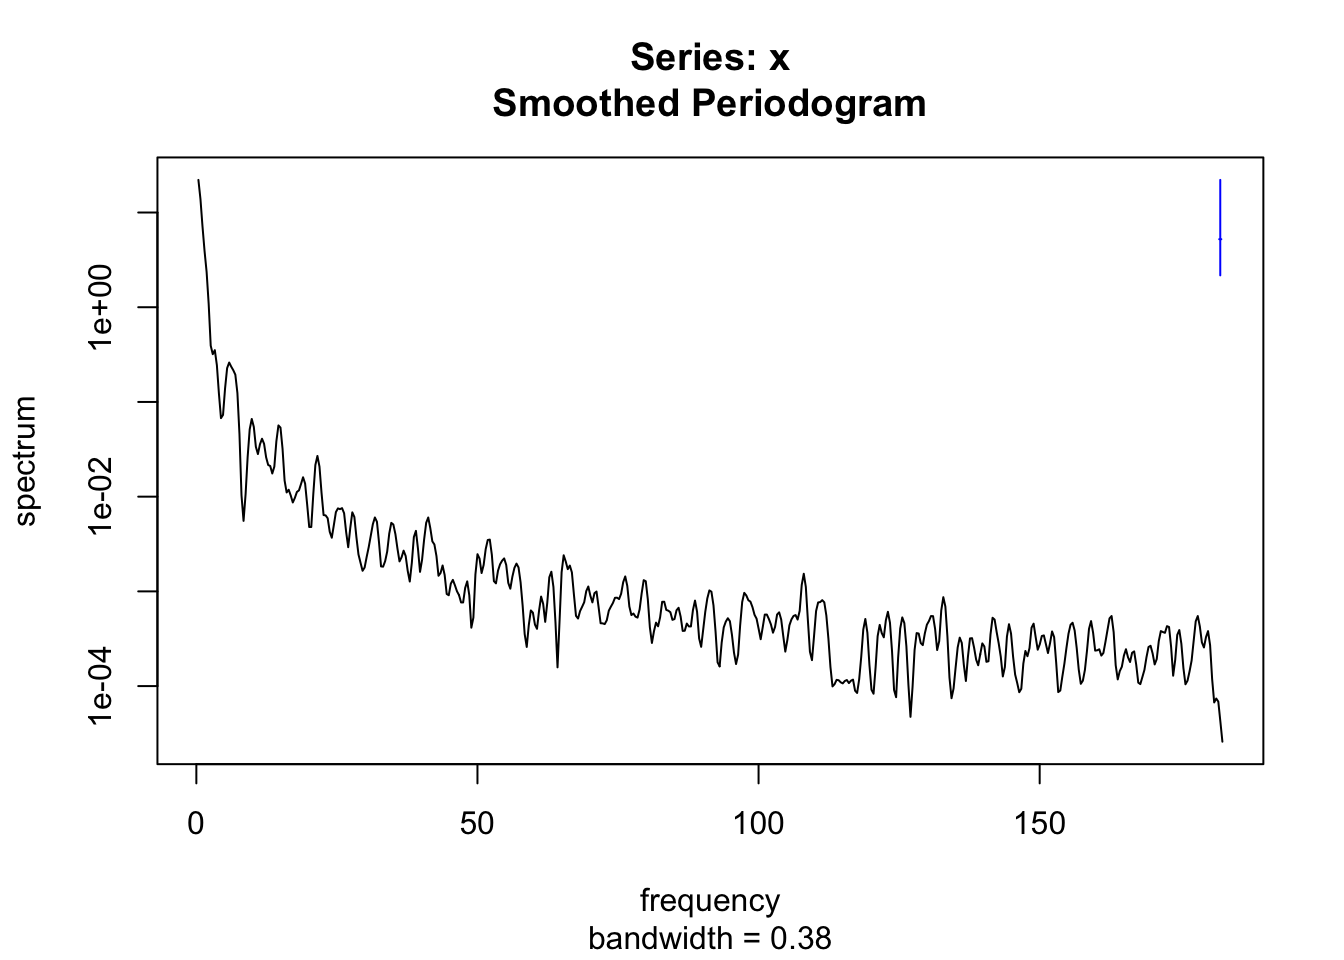 Series: x
Smoothed Periodogram
spectrum
1e+00
1e-02
1e-04
0 50 100 150
frequency
bandwidth = 0.38